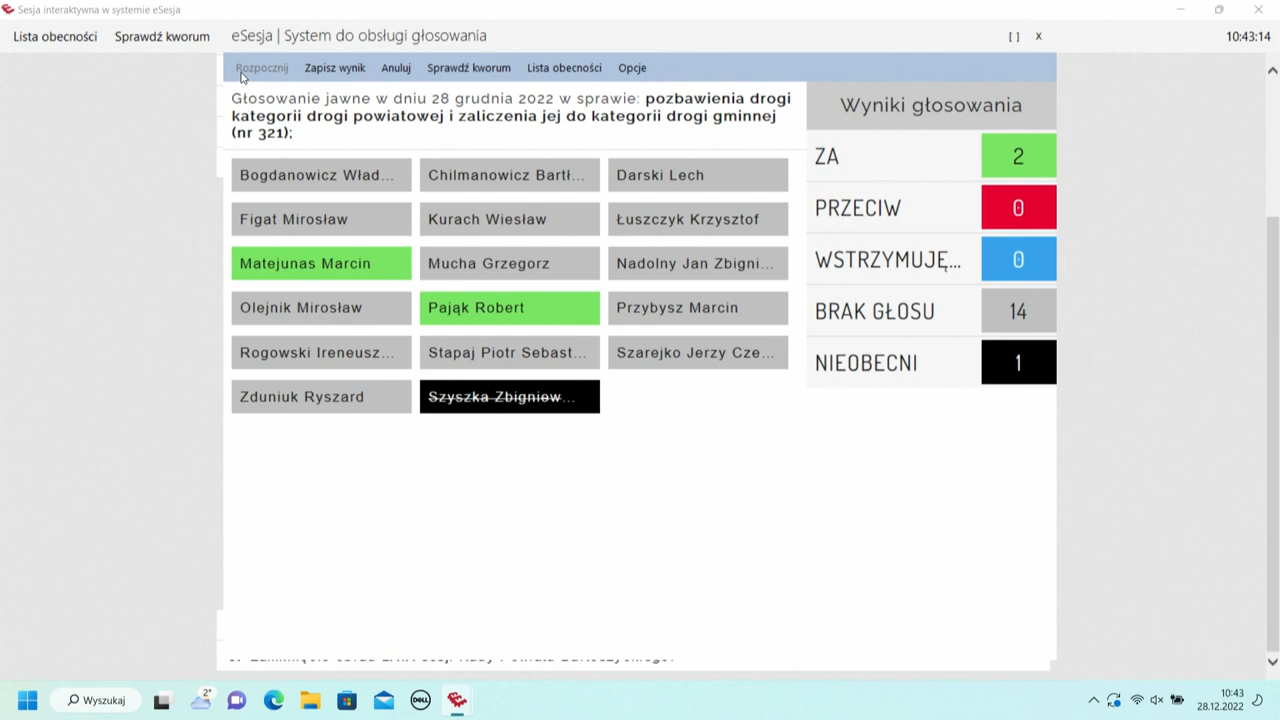 Sesja interaktywna w systemie eSesja
Lista obecności Sprawdź kworum eSesja | System do obsługi głosowania [ ] x 10:43:14
Rozpocznij Zapisz wynik Anuluj Sprawdź kworum Lista obecności Opcje
Głosowanie jawne w dniu 28 grudnia 2022 w sprawie: pozbawienia drogi
kategorii drogi powiatowej i zaliczenia jej do kategorii drogi gminnej
(nr 321);
Wyniki głosowania
Bogdanowicz Wład... Chilmanowicz Bartł... Darski Lech
Figat Mirosław Kurach Wiesław Łuszczyk Krzysztof
Matejunas Marcin Mucha Grzegorz Nadolny Jan Zbigni...
Olejnik Mirosław Pająk Robert Przybysz Marcin
Rogowski Ireneusz... Stapaj Piotr Sebast... Szarejko Jerzy Cze...
Zduniuk Ryszard Szyszka Zbigniew...
ZA 2
PRZECIW 0
WSTRZYMUJĘ... 0
BRAK GŁOSU 14
NIEOBECNI 1
Wyszukaj
2°
DELL
10:43
28.12.2022